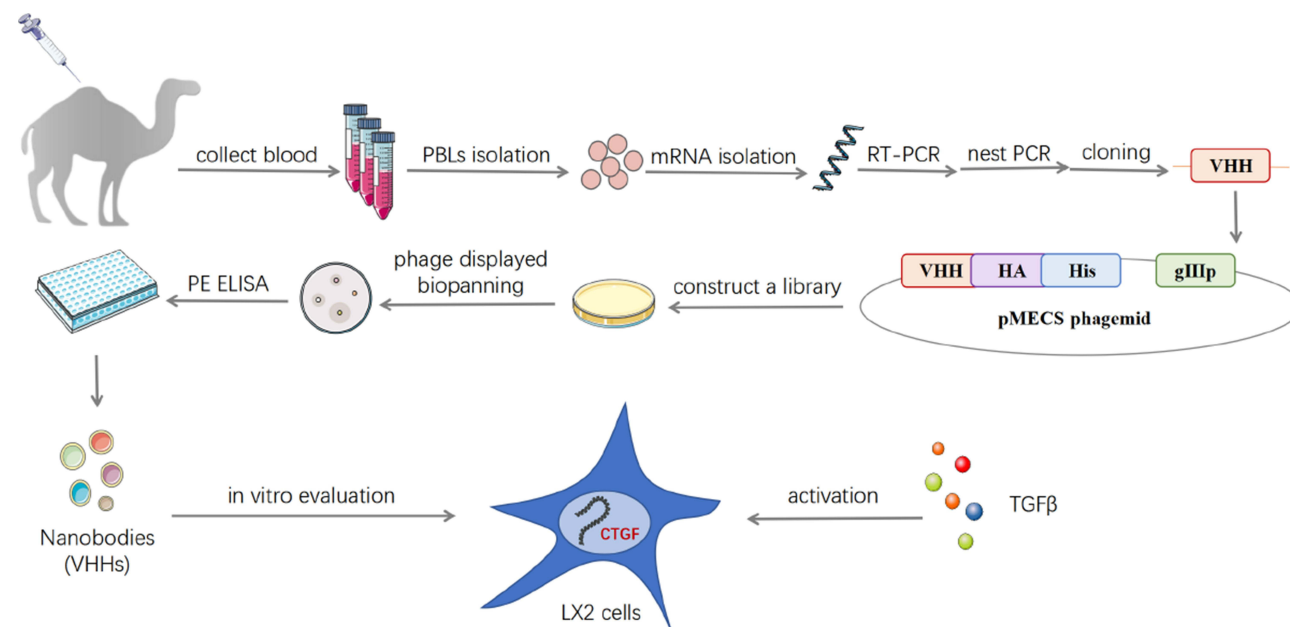 collect blood
PBLs isolation
mRNA isolation
RT-PCR
nest PCR
cloning
VHH
VHH
HA
His
gIIIp
pMECS phagemid
construct a library
phage displayed
biopanning
PE ELISA
Nanobodies
(VHHs)
in vitro evaluation
CTGF
LX2 cells
activation
TGFβ